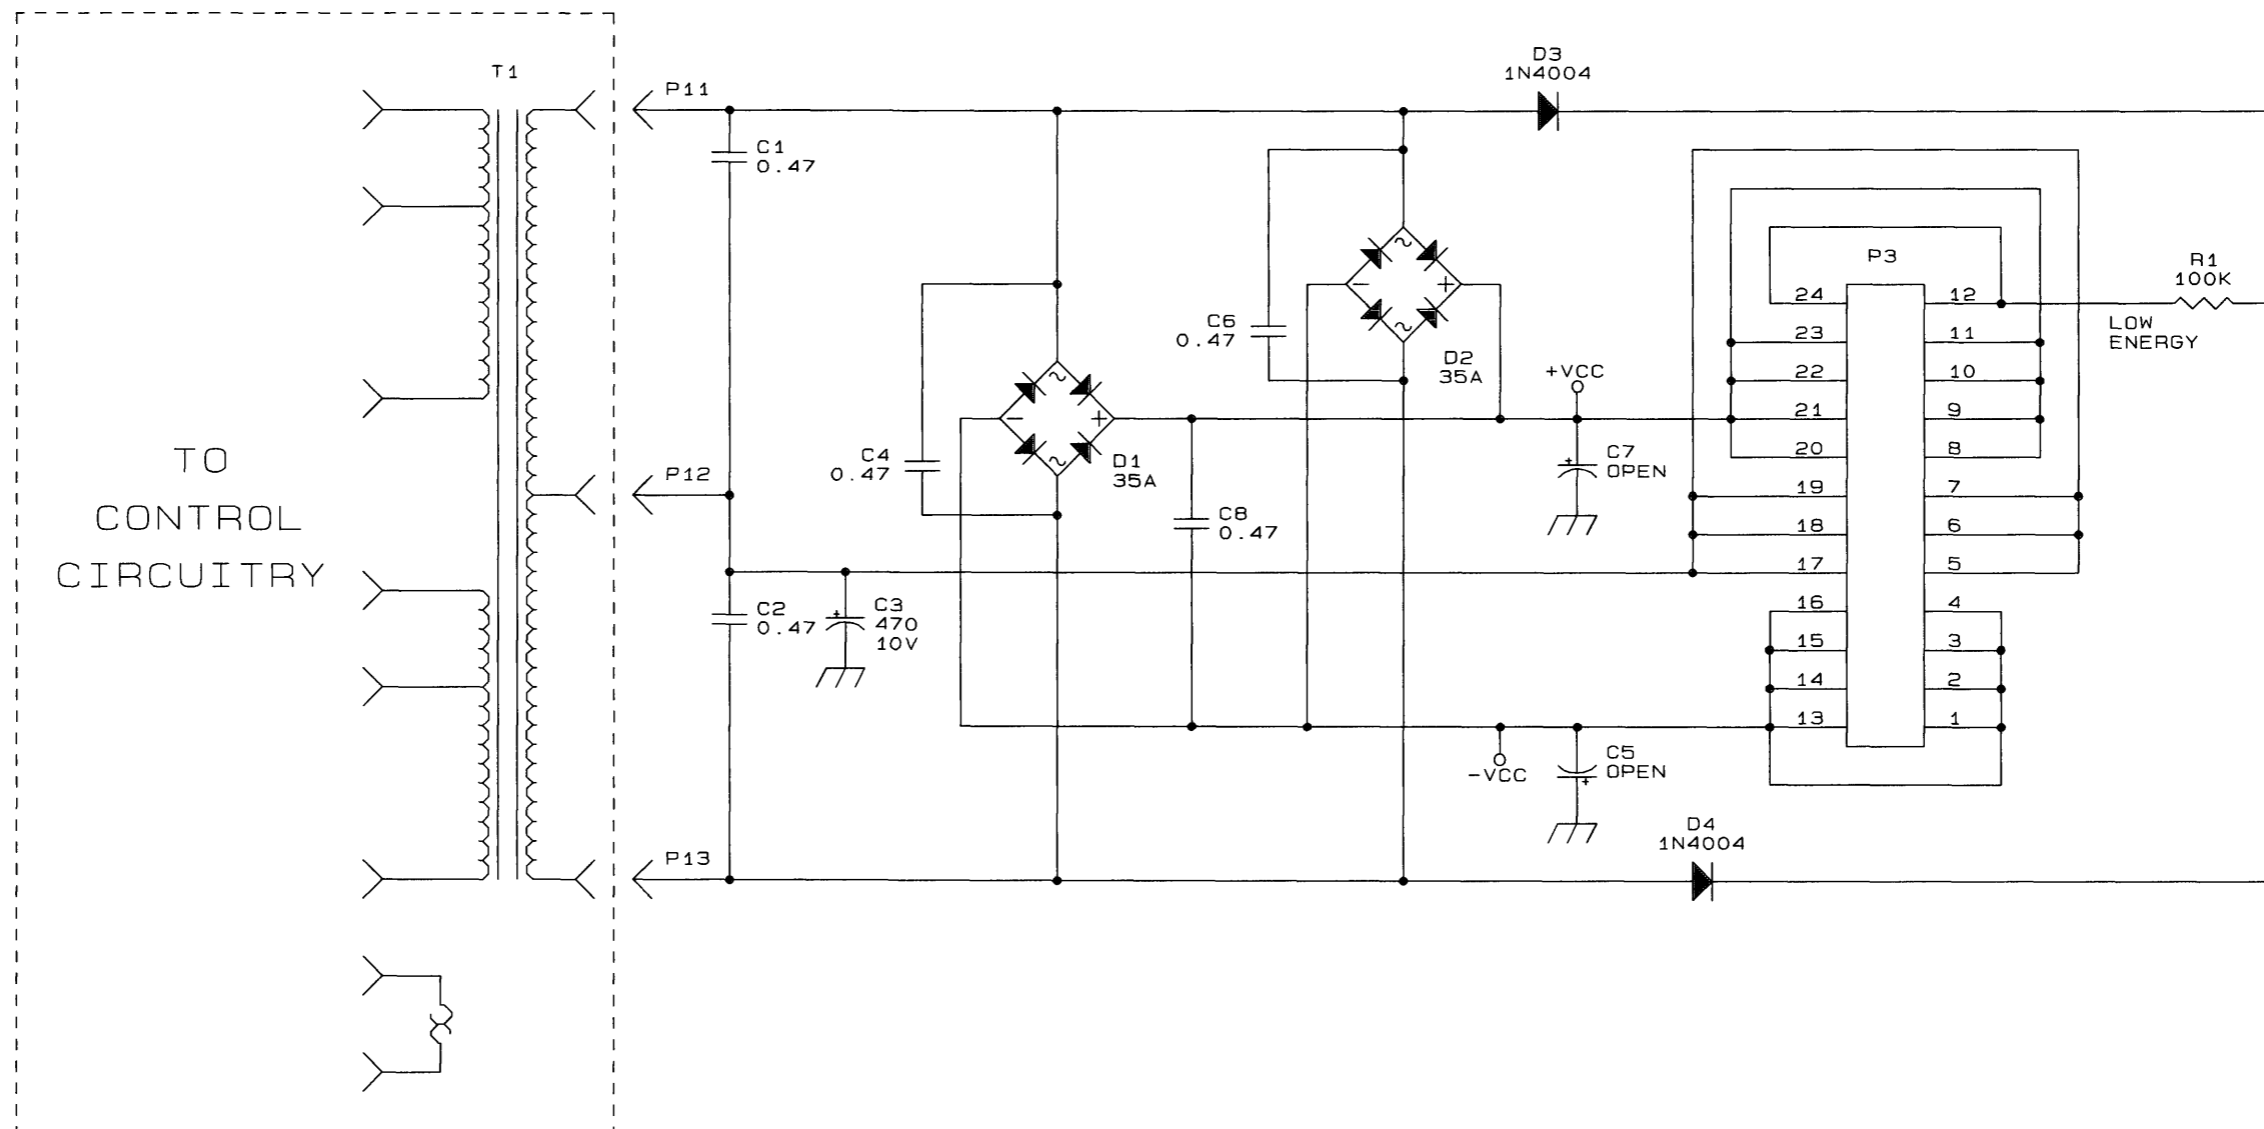 T1
TO
CONTROL
CIRCUITRY
P11
C1
0.47
P12
C2
0.47
C3
470
10V
P13
C4
0.47
~
-
+
~
D1
35A
C8
0.47
C6
0.47
~
-
+
~
D2
35A
D3
1N4004
+VCC
+
C7
OPEN
+
-VCC
C5
OPEN
+
D4
1N4004
P3
24
12
23
11
22
10
21
9
20
8
19
7
18
6
17
5
16
4
15
3
14
2
13
1
LOW
ENERGY
R1
100K